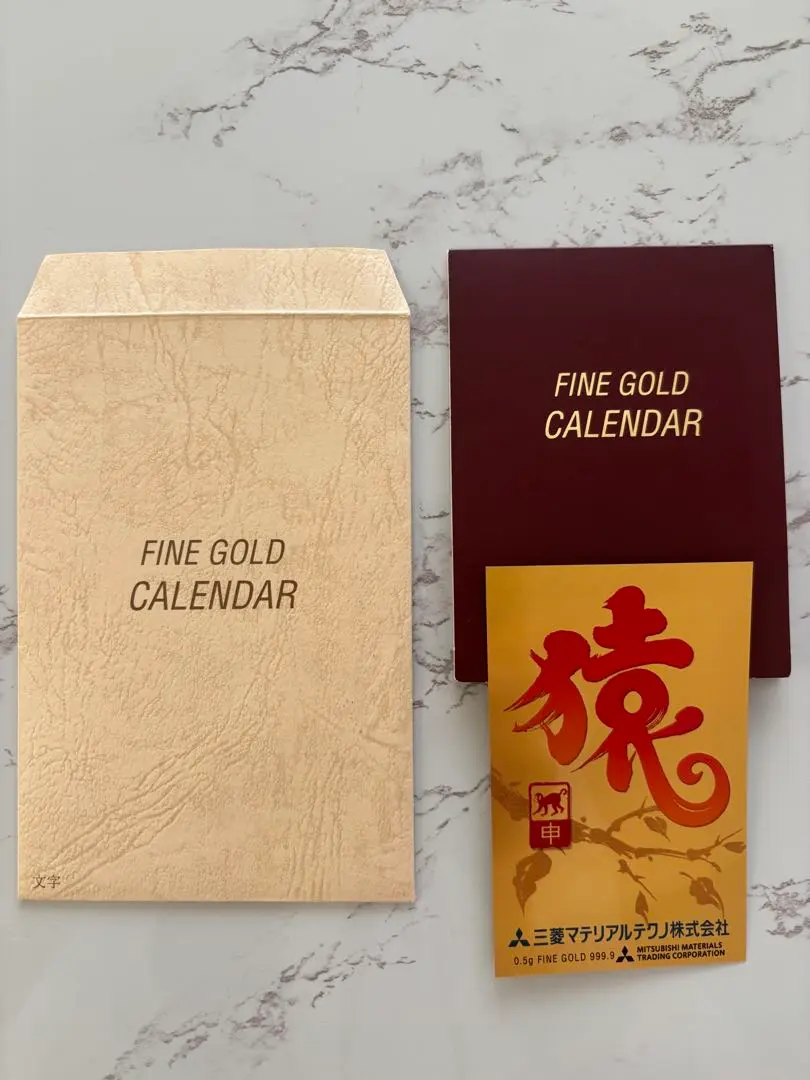 FINE GOLD
CALENDAR
文字
FINE GOLD
CALENDAR
猿
申
三菱マテリアルテクノ株式会社
0.5g FINE GOLD 999.9
MITSUBISHI MATERIALS
TRADING CORPORATION